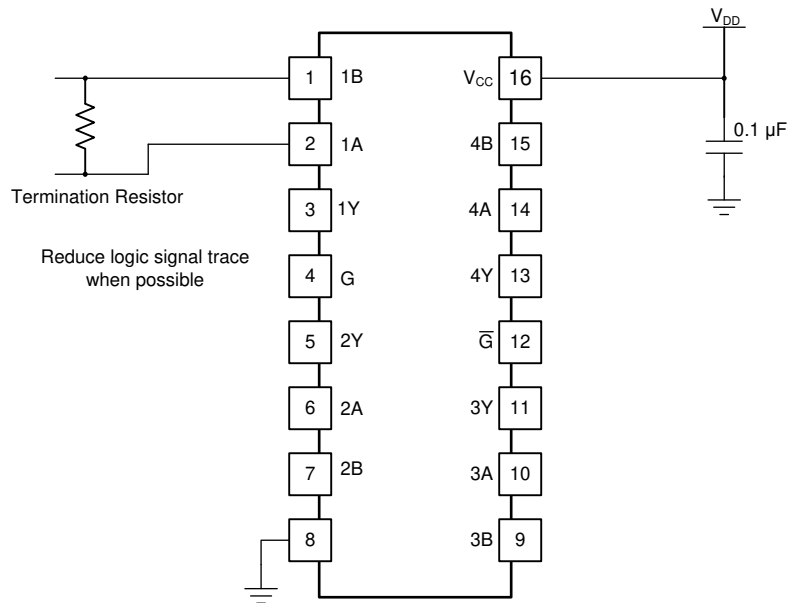 V_DD
1 1B V_CC 16
0.1 µF
2 1A 4B 15
Termination Resistor
3 1Y 4A 14
Reduce logic signal trace
when possible
4 G 4Y 13
5 2Y G̅ 12
6 2A 3Y 11
7 2B 3A 10
8 3B 9